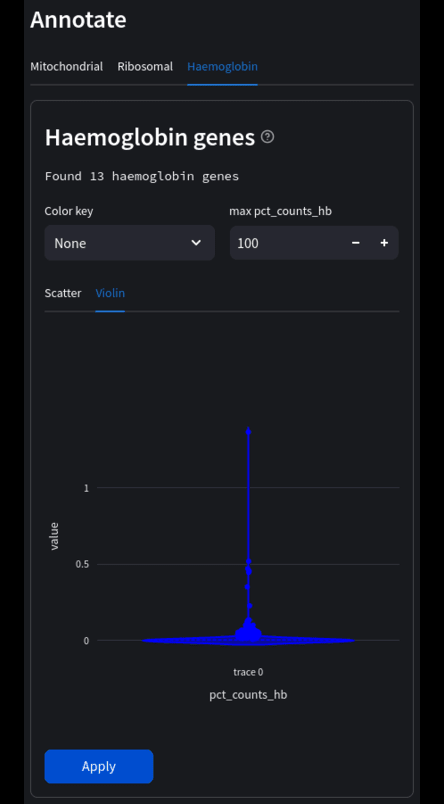 Annotate
Mitochondrial Ribosomal Haemoglobin
Haemoglobin genes ?
Found 13 haemoglobin genes
Color key max pct_counts_hb
None 100 − +
Scatter Violin
1
value
0.5
0
trace 0
pct_counts_hb
Apply